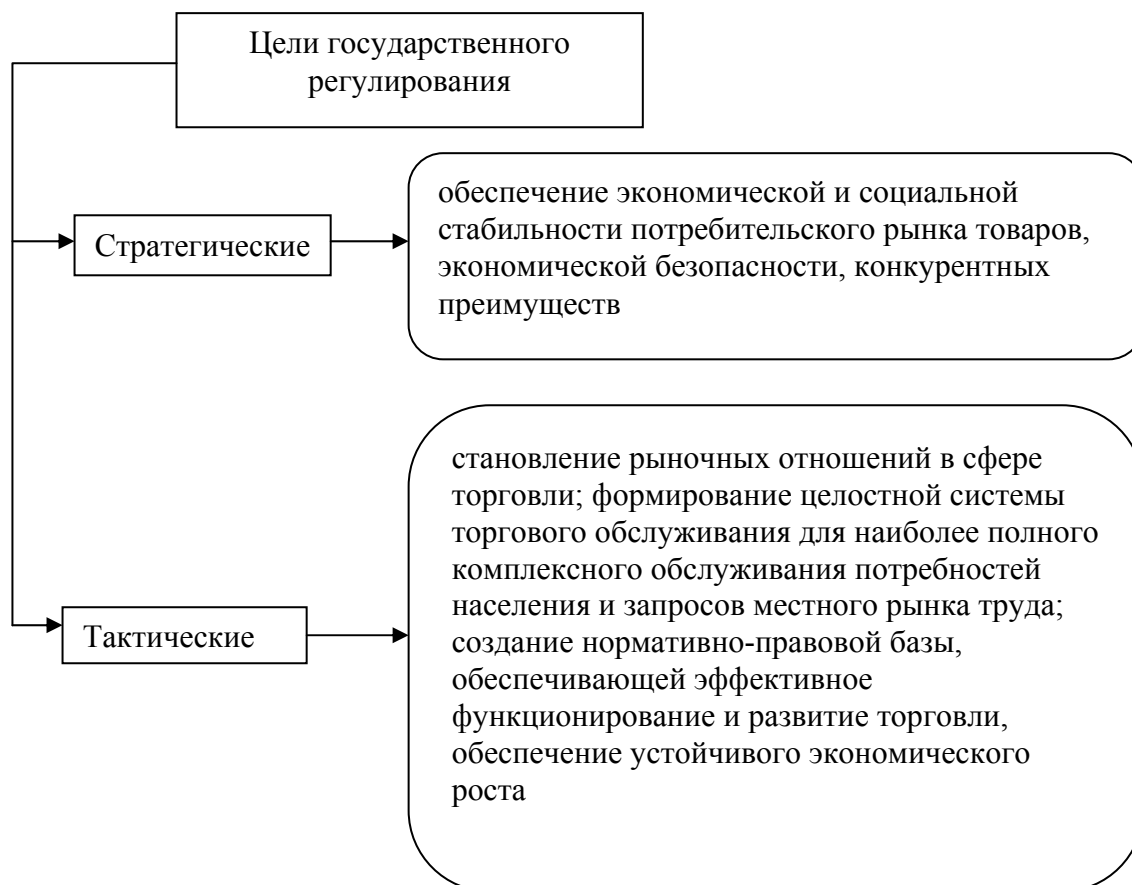 Цели государственного
регулирования
Стратегические
обеспечение экономической и социальной
стабильности потребительского рынка товаров,
экономической безопасности, конкурентных
преимуществ
Тактические
становление рыночных отношений в сфере
торговли; формирование целостной системы
торгового обслуживания для наиболее полного
комплексного обслуживания потребностей
населения и запросов местного рынка труда;
создание нормативно-правовой базы,
обеспечивающей эффективное
функционирование и развитие торговли,
обеспечение устойчивого экономического
роста